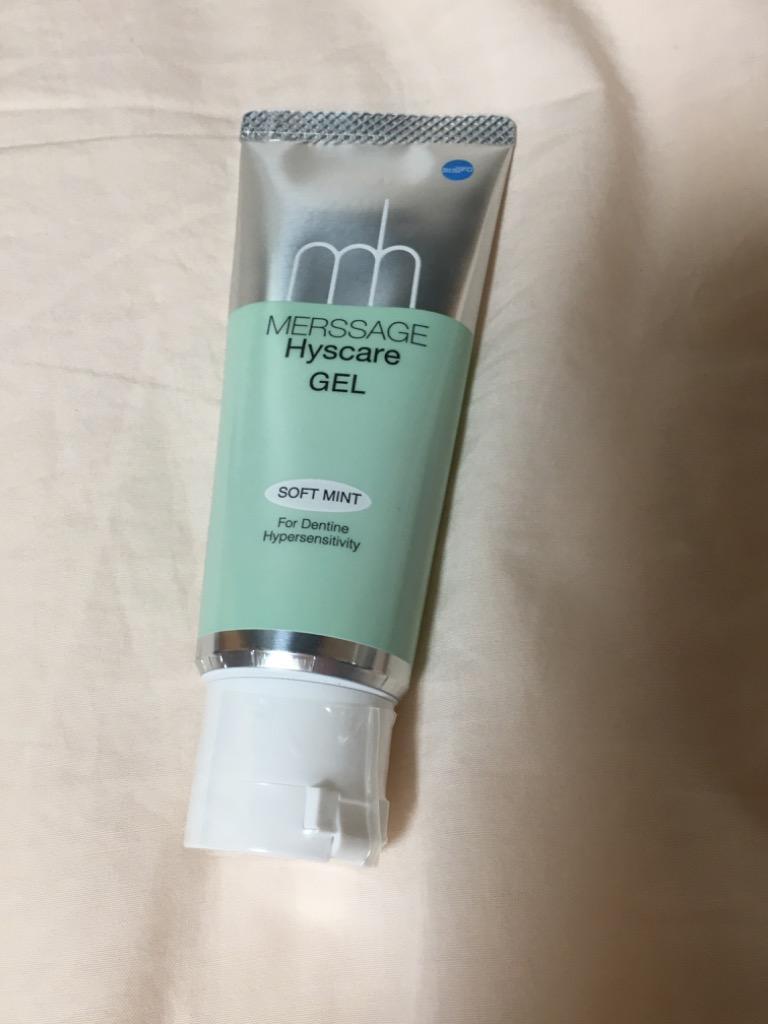 MERSSAGE
Hyscare
GEL
SOFT MINT
For Dentine
Hypersensitivity